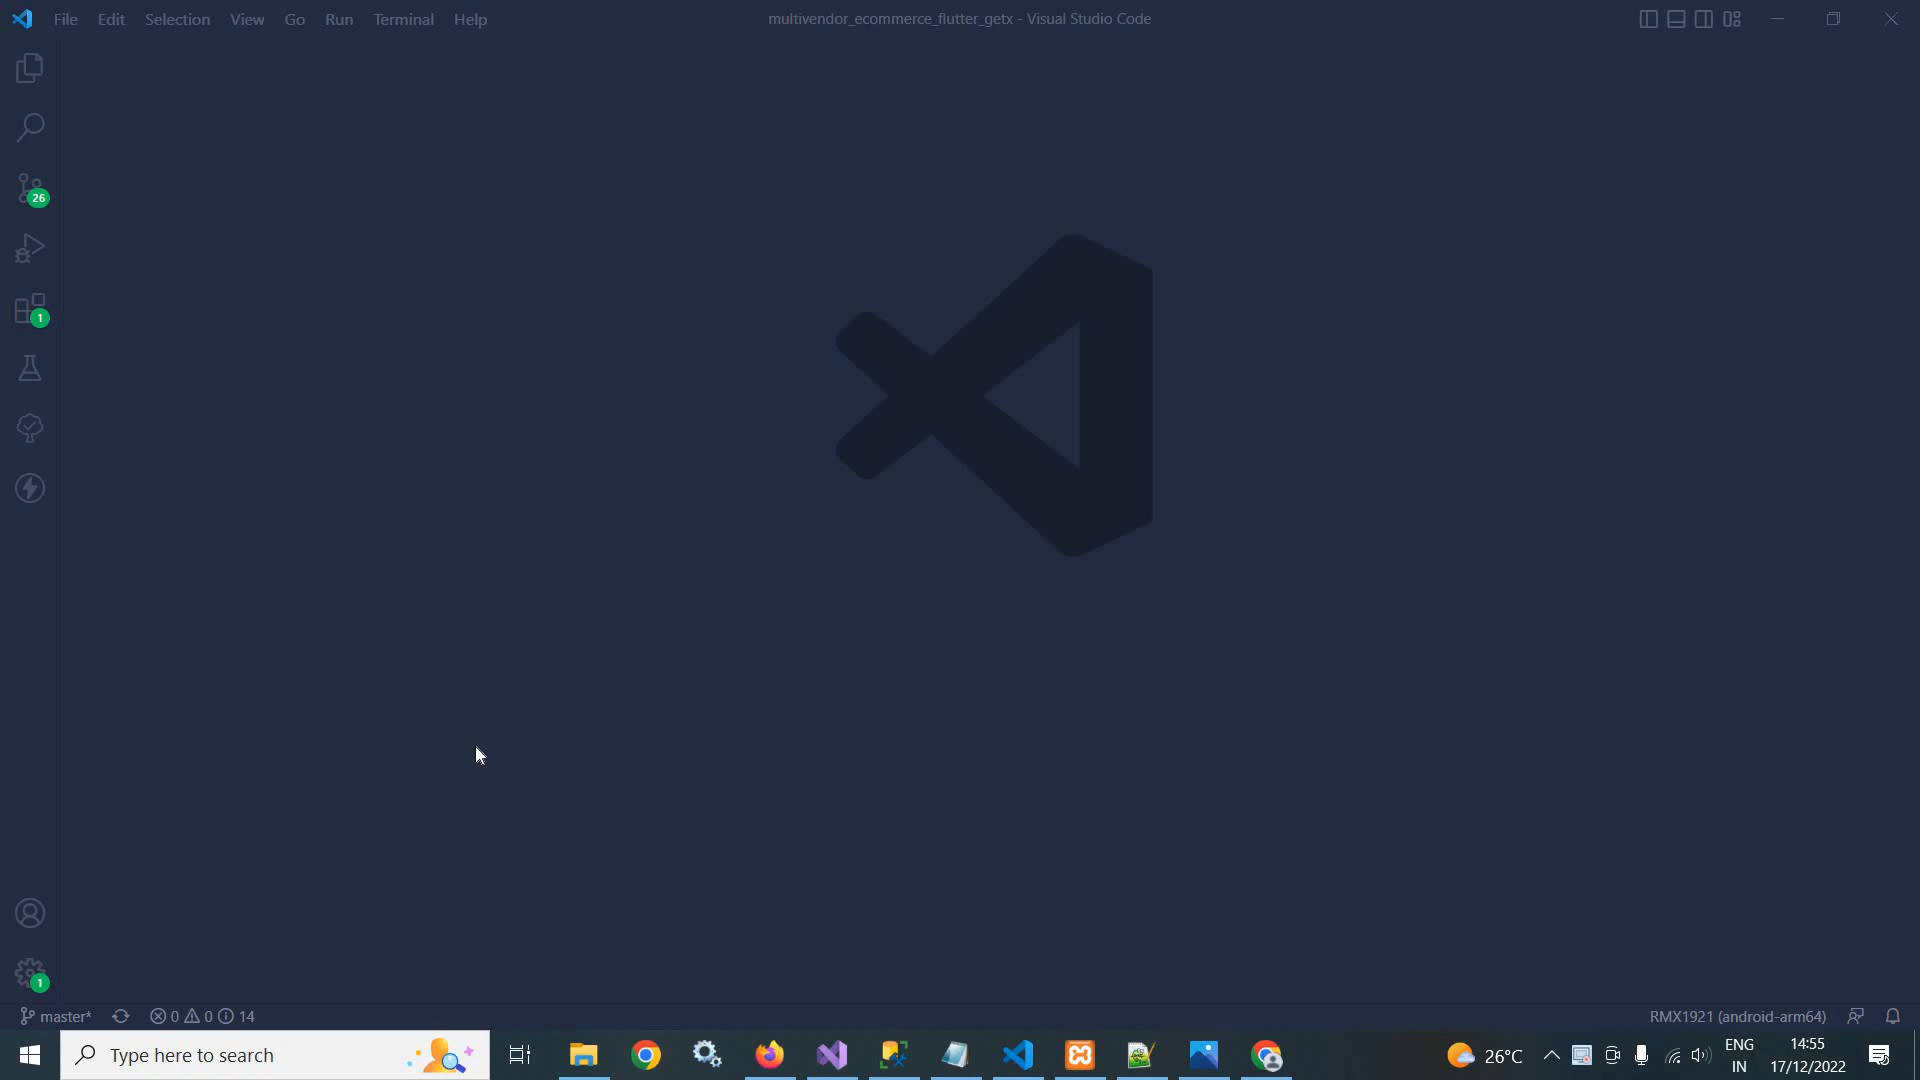 File Edit Selection View Go Run Terminal Help
multivendor_ecommerce_flutter_getx - Visual Studio Code
26
1
1
master* 0 0 14
RMX1921 (android-arm64)
Type here to search
26°C
ENG
IN
14:55
17/12/2022